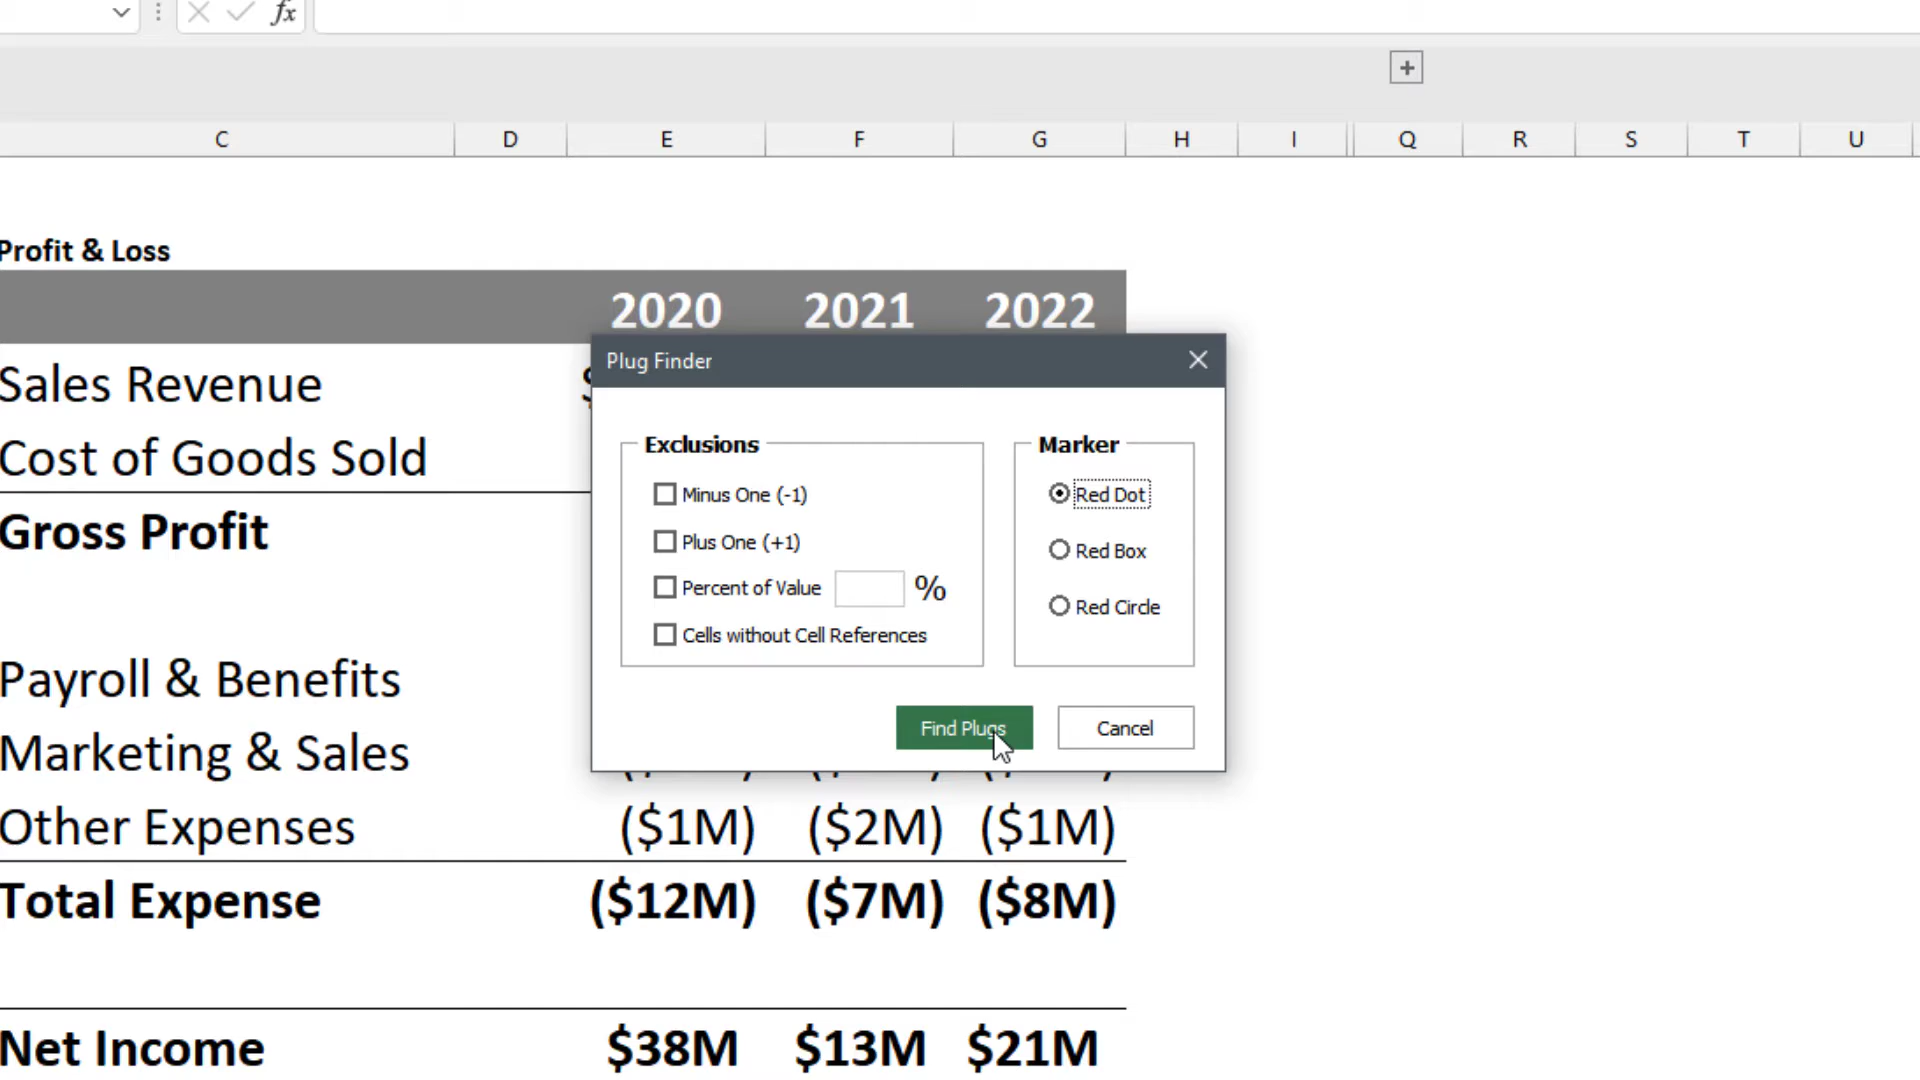 fx
+
C D E F G H I Q R S T U
Profit & Loss
2020 2021 2022
Sales Revenue
Cost of Goods Sold
Gross Profit
Payroll & Benefits
Marketing & Sales
Other Expenses ($1M) ($2M) ($1M)
Total Expense ($12M) ($7M) ($8M)
Net Income $38M $13M $21M
Plug Finder
Exclusions
Minus One (-1)
Plus One (+1)
Percent of Value %
Cells without Cell References
Marker
Red Dot
Red Box
Red Circle
Find Plugs Cancel